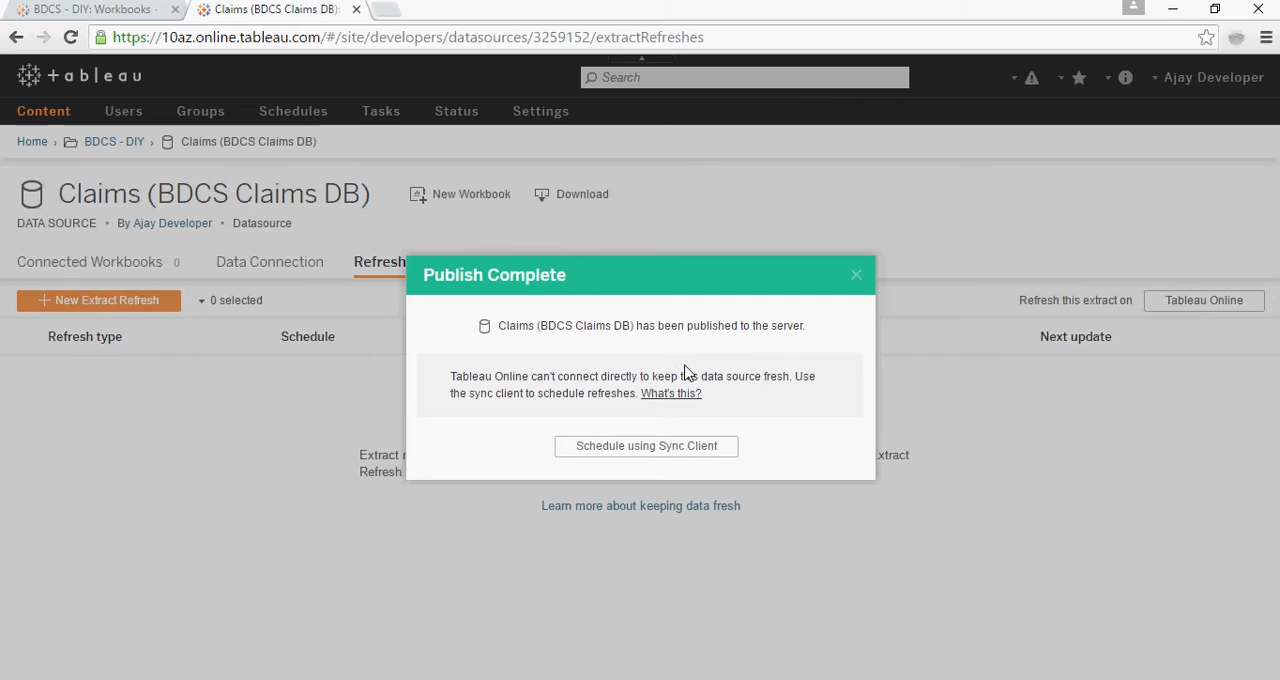 BDCS - DIY: Workbooks -
Claims (BDCS Claims DB):
https://10az.online.tableau.com/#/site/developers/datasources/3259152/extractRefreshes
+ a b l e a u
Search
Ajay Developer
Content Users Groups Schedules Tasks Status Settings
Home › BDCS - DIY › Claims (BDCS Claims DB)
Claims (BDCS Claims DB) New Workbook Download
DATA SOURCE • By Ajay Developer • Datasource
Connected Workbooks 0 Data Connection Refresh
Publish Complete
+ New Extract Refresh 0 selected
Refresh this extract on Tableau Online
Claims (BDCS Claims DB) has been published to the server.
Refresh type Schedule Next update
Tableau Online can't connect directly to keep this data source fresh. Use
the sync client to schedule refreshes. What's this?
Schedule using Sync Client
Extract
Extract
Refresh
Learn more about keeping data fresh